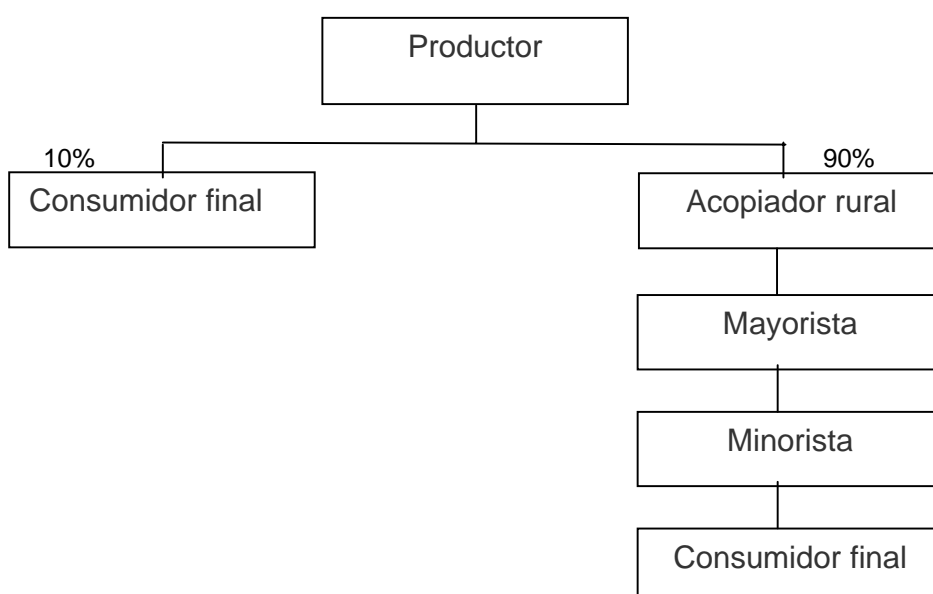 Productor
10%
90%
Consumidor final
Acopiador rural
Mayorista
Minorista
Consumidor final